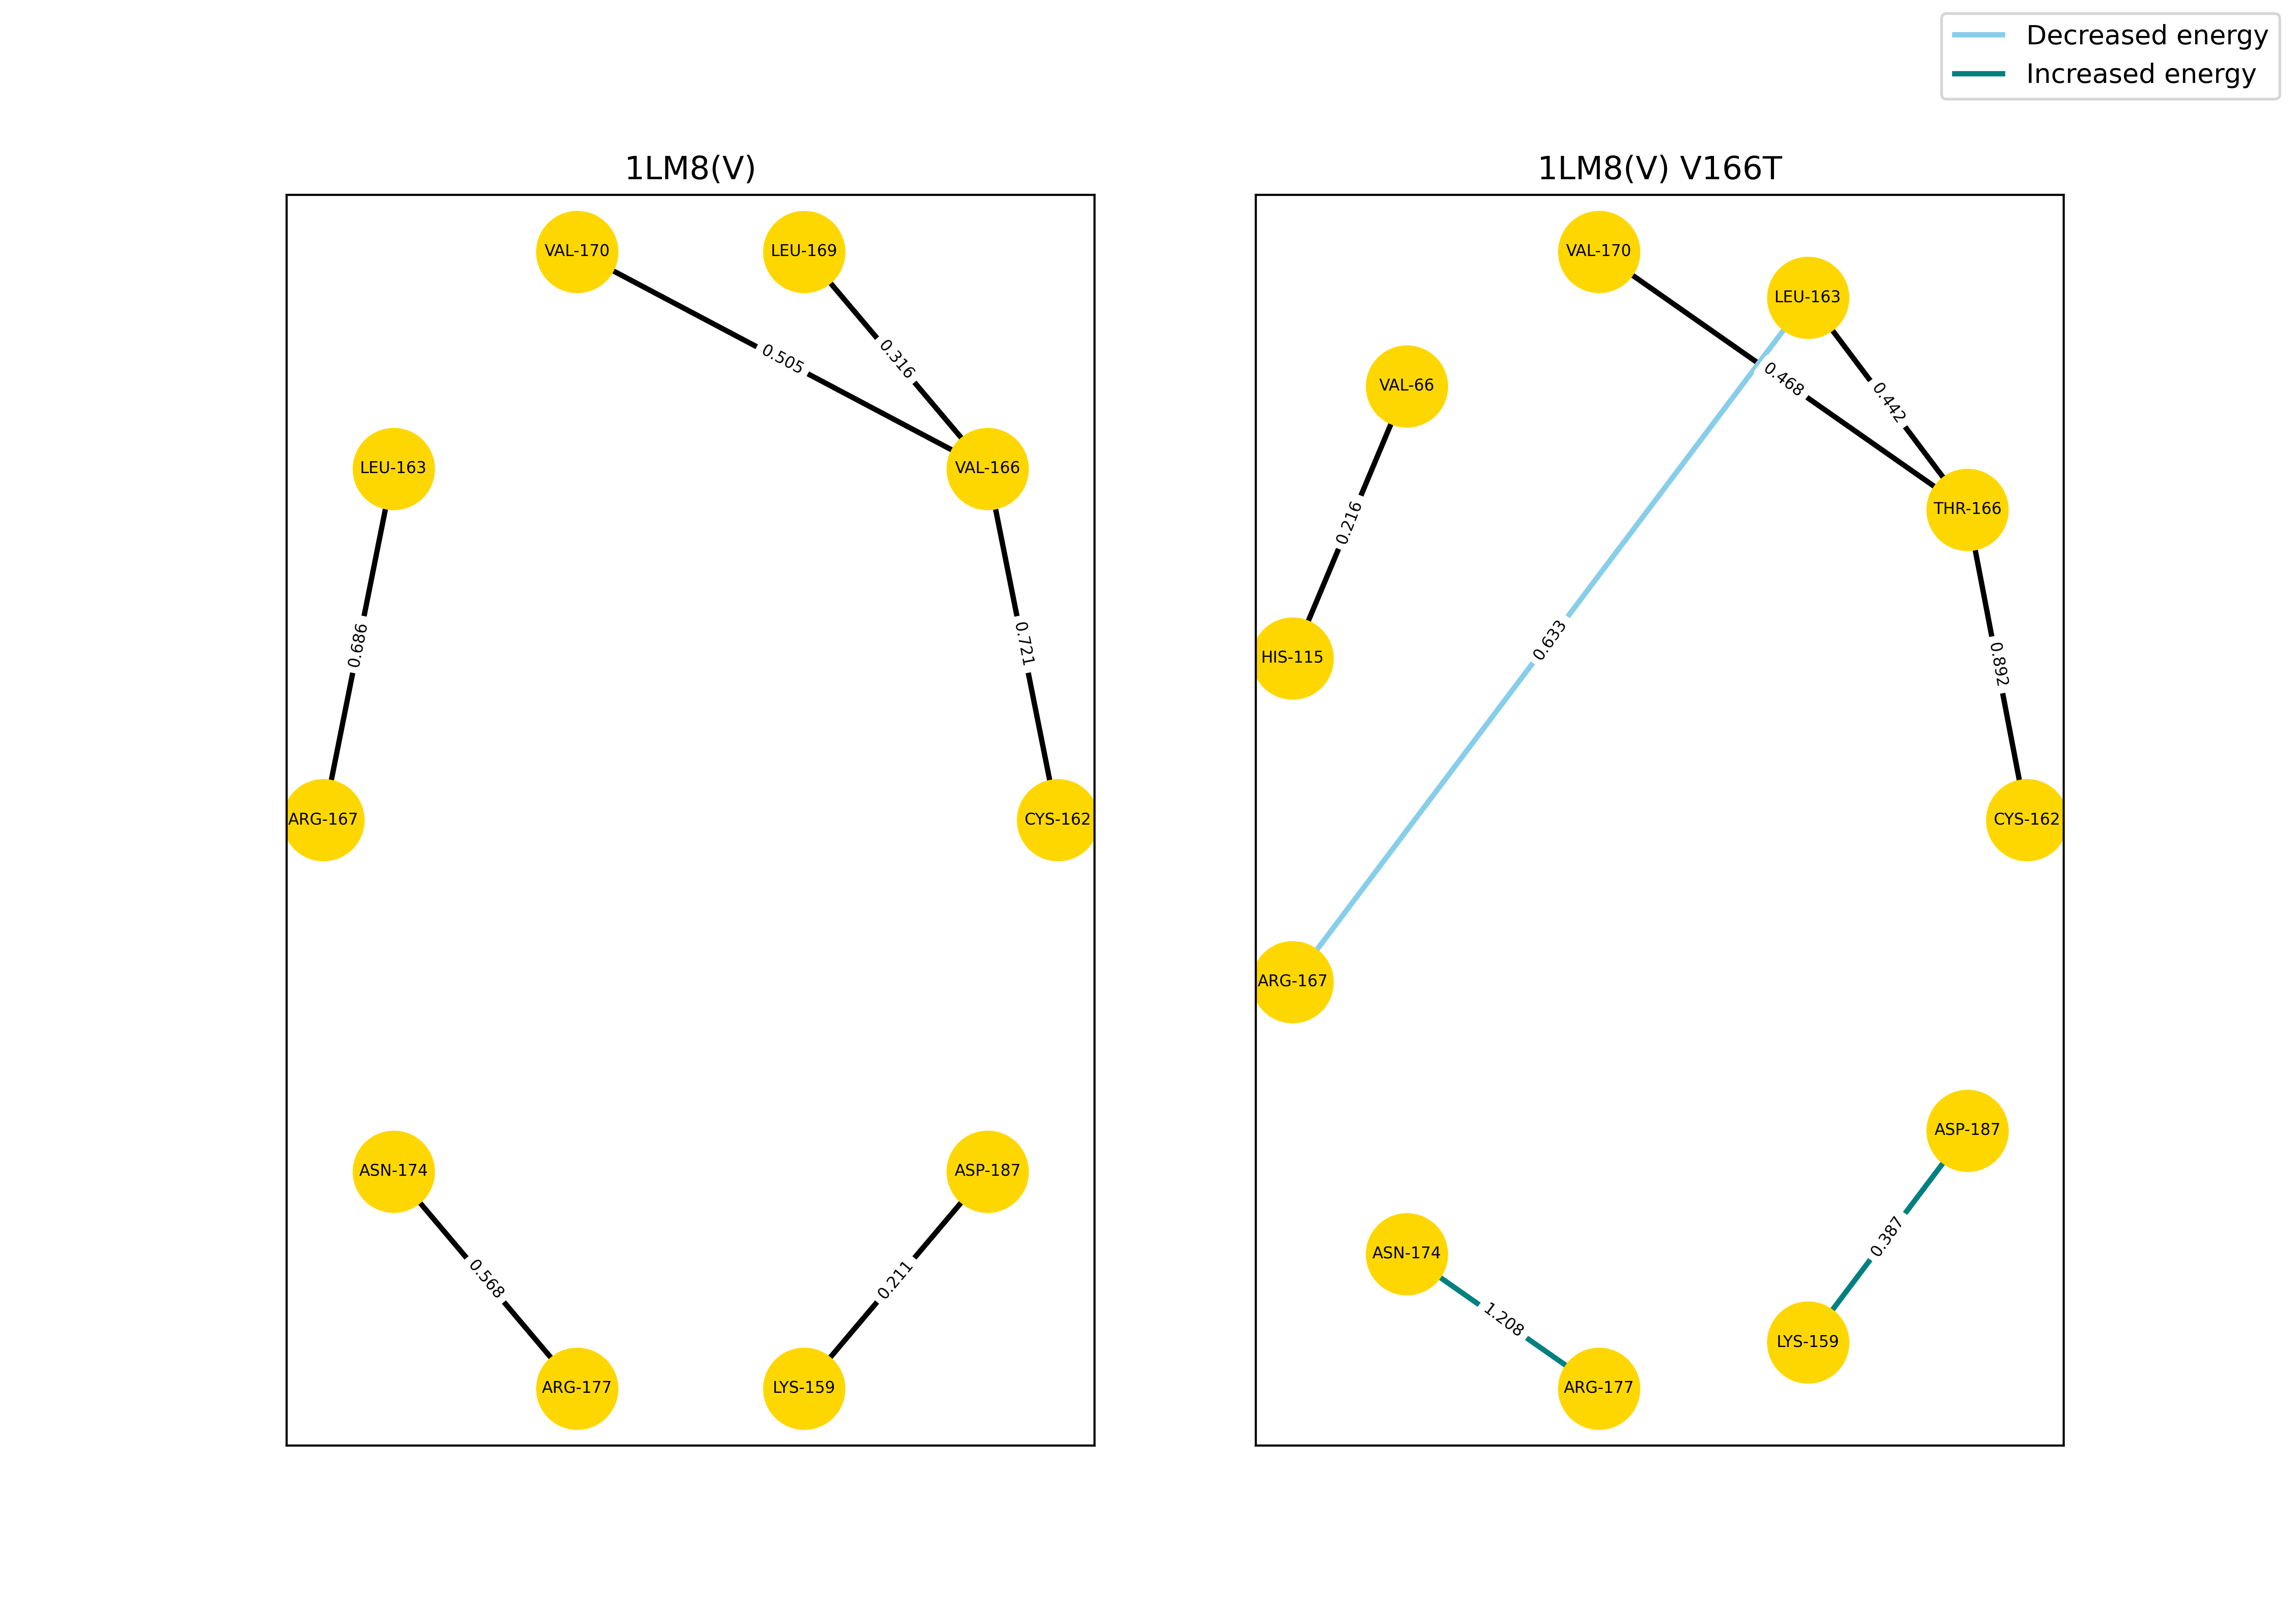 Decreased energy
Increased energy
1LM8(V)
VAL-170
LEU-169
0.505
0.316
LEU-163
VAL-166
0.686
0.721
ARG-167
CYS-162
ASN-174
ASP-187
0.568
0.211
ARG-177
LYS-159
1LM8(V) V166T
VAL-170
LEU-163
VAL-66
0.468
0.442
THR-166
0.216
0.633
HIS-115
0.892
CYS-162
ARG-167
ASP-187
0.387
ASN-174
1.208
LYS-159
ARG-177